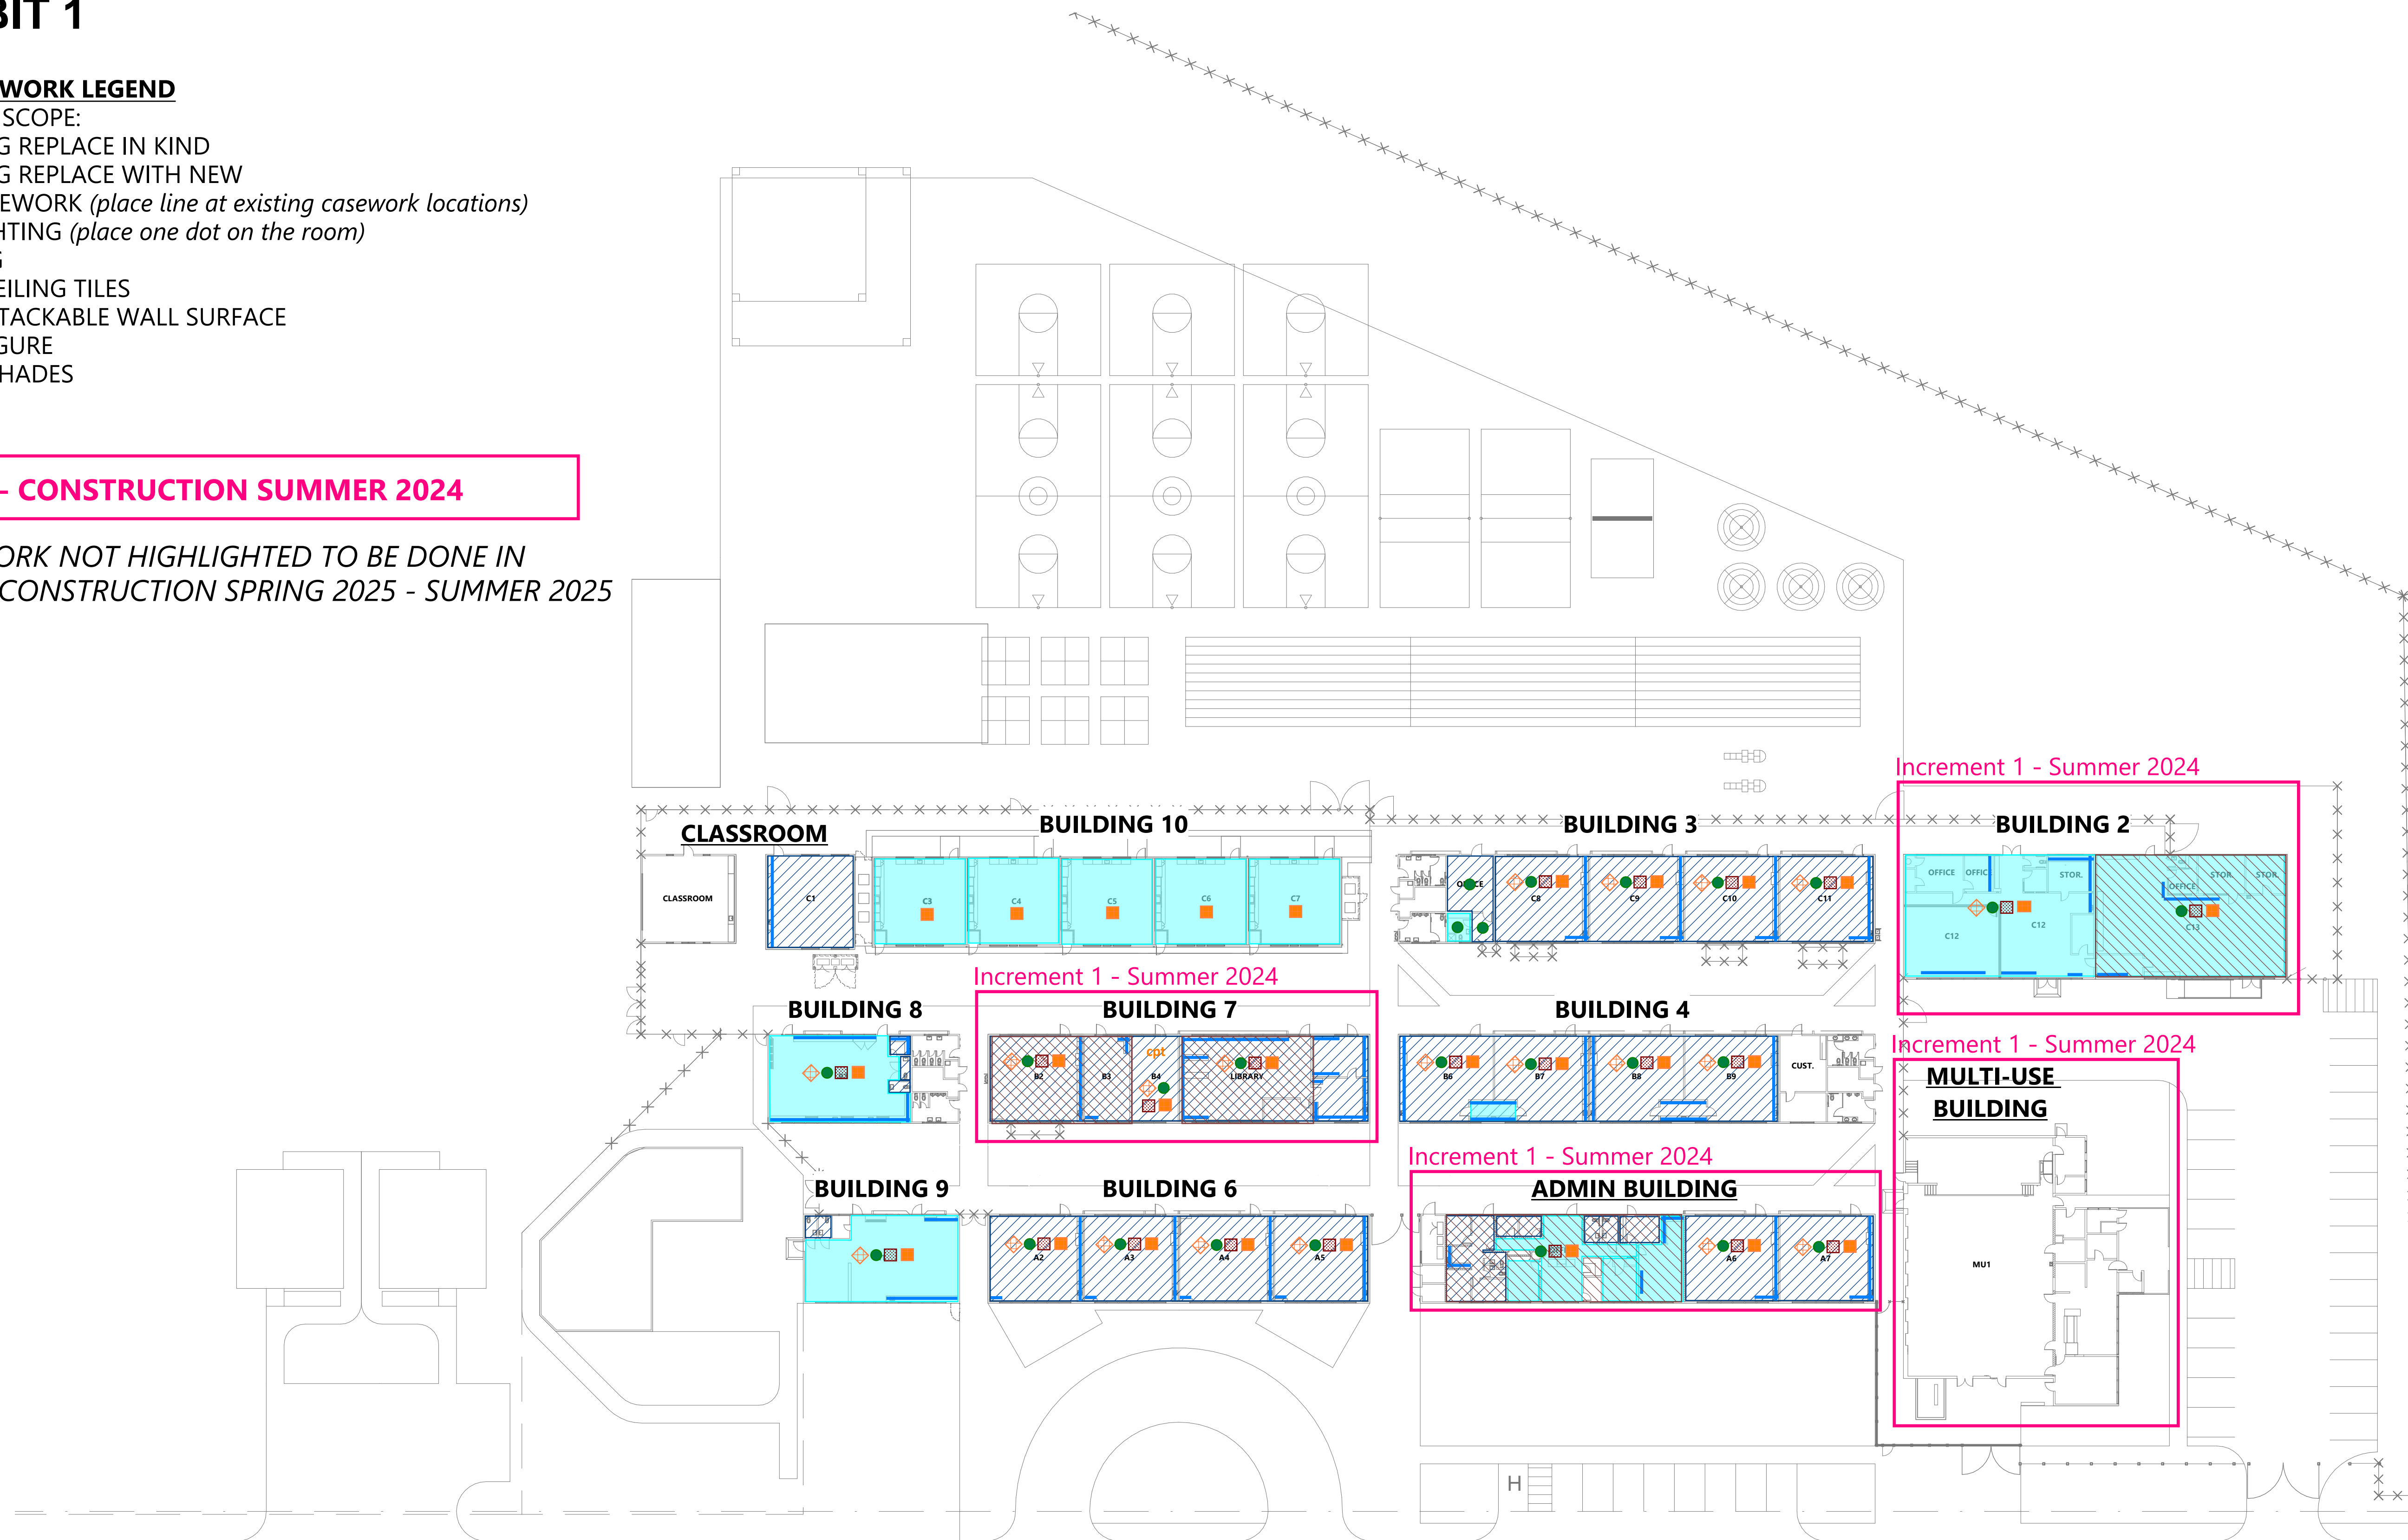 BIT 1
WORK LEGEND
SCOPE:
G REPLACE IN KIND
G REPLACE WITH NEW
EWORK (place line at existing casework locations)
HTING (place one dot on the room)
G
EILING TILES
TACKABLE WALL SURFACE
GURE
HADES
- CONSTRUCTION SUMMER 2024
ORK NOT HIGHLIGHTED TO BE DONE IN
CONSTRUCTION SPRING 2025 - SUMMER 2025
Increment 1 - Summer 2024
CLASSROOM
BUILDING 10
BUILDING 3
BUILDING 2
CLASSROOM
C1
C3
C4
C5
C6
C7
OFFICE
C8
C9
C10
C11
OFFICE
OFFIC
STOR.
OFFICE
STOR.
STOR.
C12
C12
C13
Increment 1 - Summer 2024
BUILDING 8
BUILDING 7
BUILDING 4
Increment 1 - Summer 2024
MULTI-USE
BUILDING
cpt
B2
B3
B4
LIBRARY
B6
B7
B8
B9
CUST.
Increment 1 - Summer 2024
BUILDING 9
BUILDING 6
ADMIN BUILDING
A2
A3
A4
A5
A6
A7
MU1
H